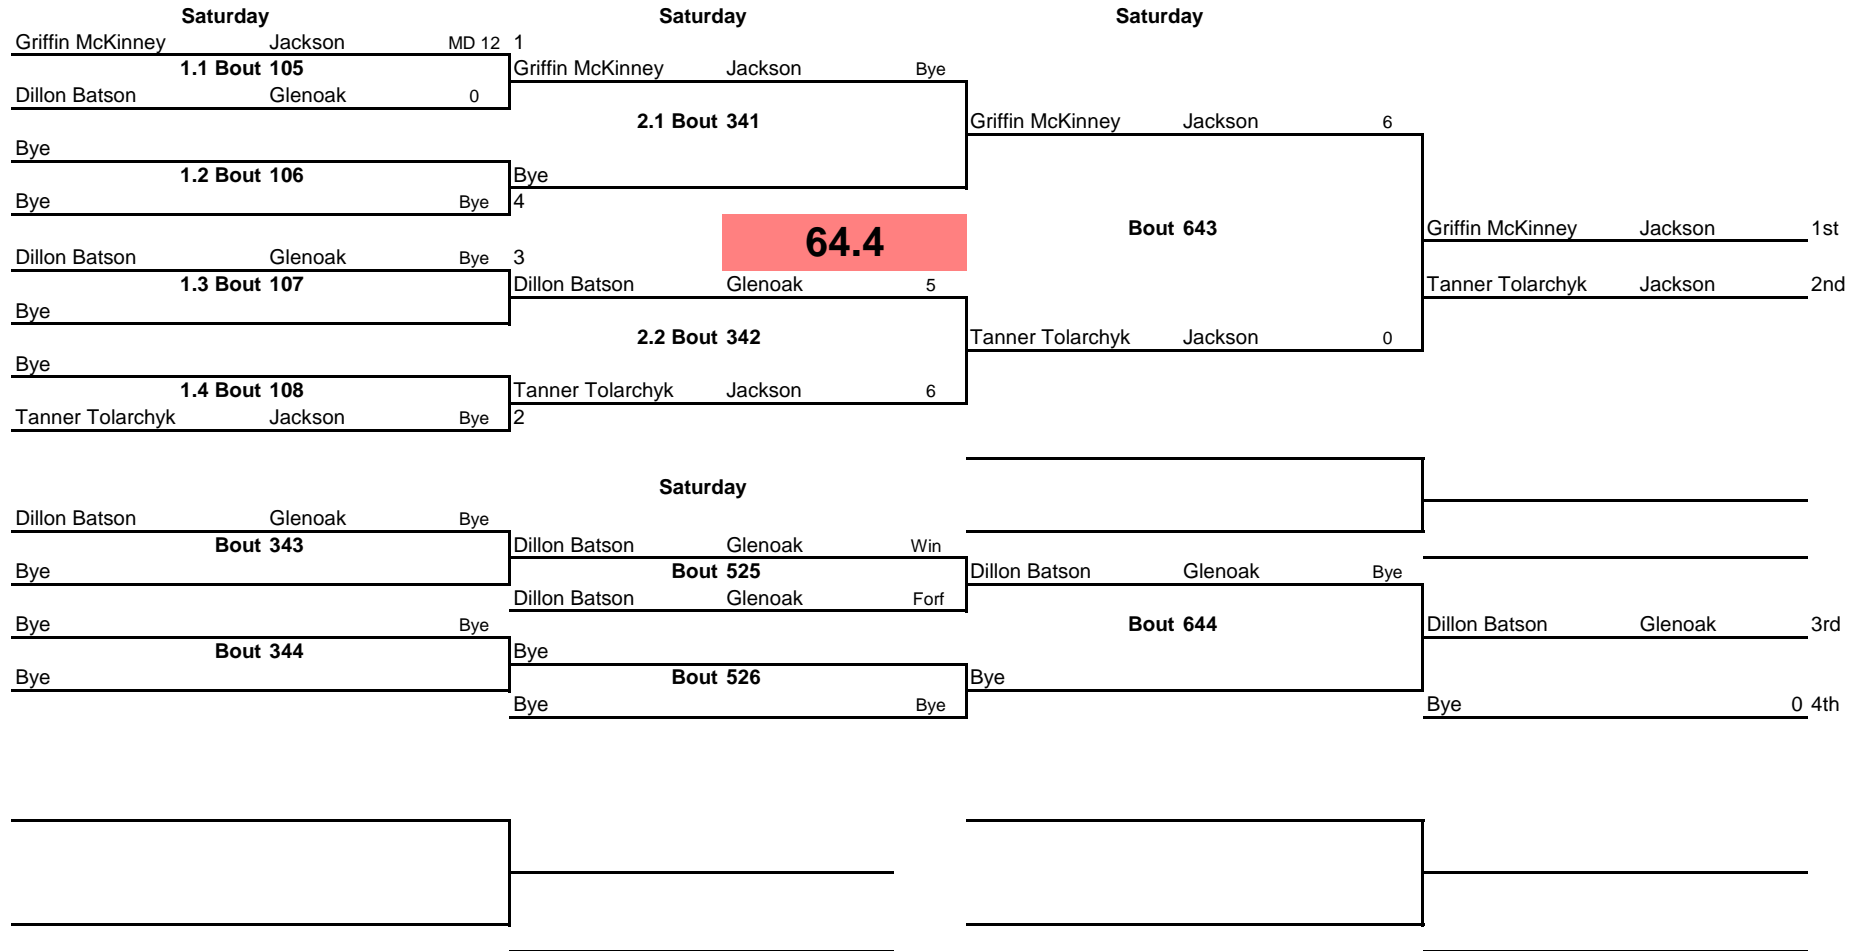 Saturday Saturday Saturday
Griffin McKinney Jackson MD 12 1
1.1 Bout 105 Griffin McKinney Jackson Bye
Dillon Batson Glenoak 0
2.1 Bout 341 Griffin McKinney Jackson 6
Bye
1.2 Bout 106 Bye
Bye Bye 4
64.4 Bout 643 Griffin McKinney Jackson 1st
Dillon Batson Glenoak Bye 3
1.3 Bout 107 Dillon Batson Glenoak 5 Tanner Tolarchyk Jackson 2nd
Bye
2.2 Bout 342 Tanner Tolarchyk Jackson 0
Bye
1.4 Bout 108 Tanner Tolarchyk Jackson 6
Tanner Tolarchyk Jackson Bye 2
Saturday
Dillon Batson Glenoak Bye
Bout 343 Dillon Batson Glenoak Win
Bye Bout 525 Dillon Batson Glenoak Bye
Dillon Batson Glenoak Forf
Bye Bye Bout 644 Dillon Batson Glenoak 3rd
Bout 344 Bye
Bye Bout 526 Bye
Bye Bye Bye 0 4th